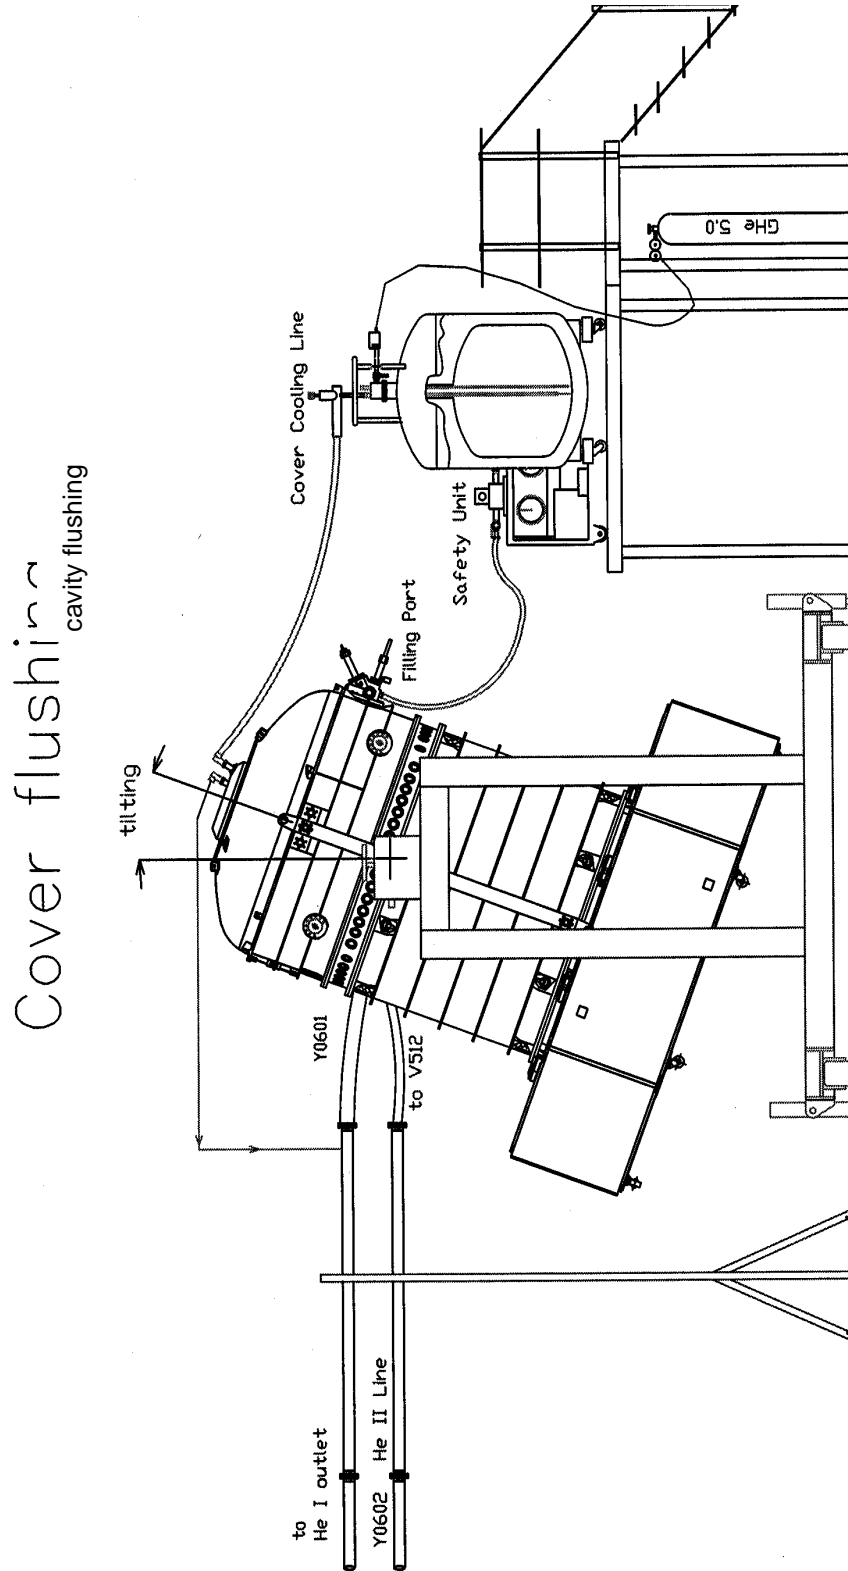 Cover flushing
cavity flushing
tilting
Cover Cooling Line
Safety Unit
Filling Port
GHe 5.0
Y0601
to V512
to
He I outlet
Y0602 He II Line